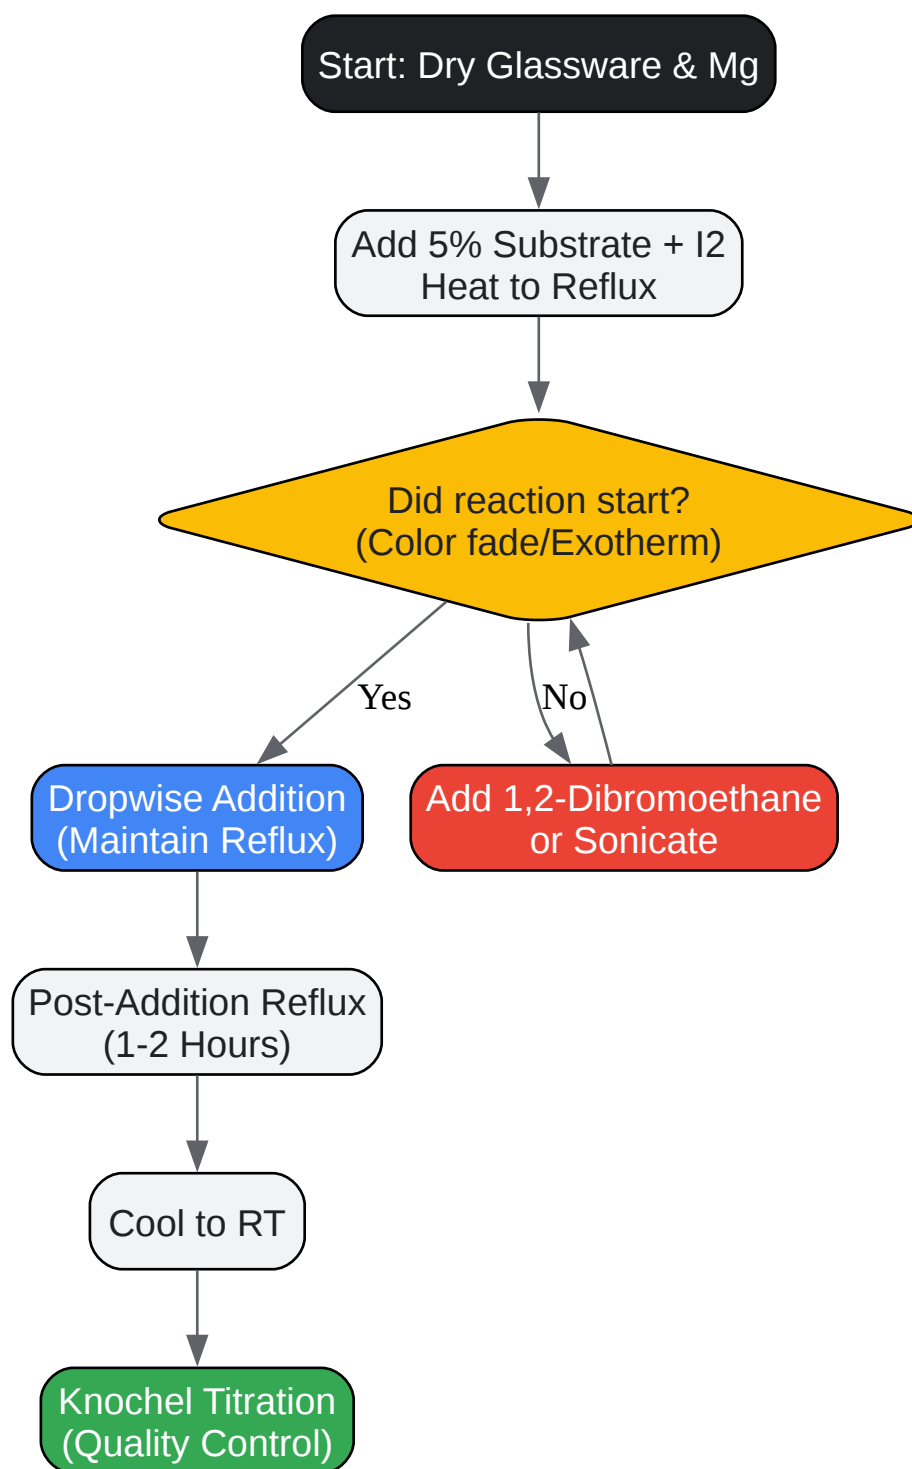 Start: Dry Glassware & Mg
Add 5% Substrate + I2
Heat to Reflux
Did reaction start?
(Color fade/Exotherm)
Yes
No
Dropwise Addition
(Maintain Reflux)
Add 1,2-Dibromoethane
or Sonicate
Post-Addition Reflux
(1-2 Hours)
Cool to RT
Knochel Titration
(Quality Control)